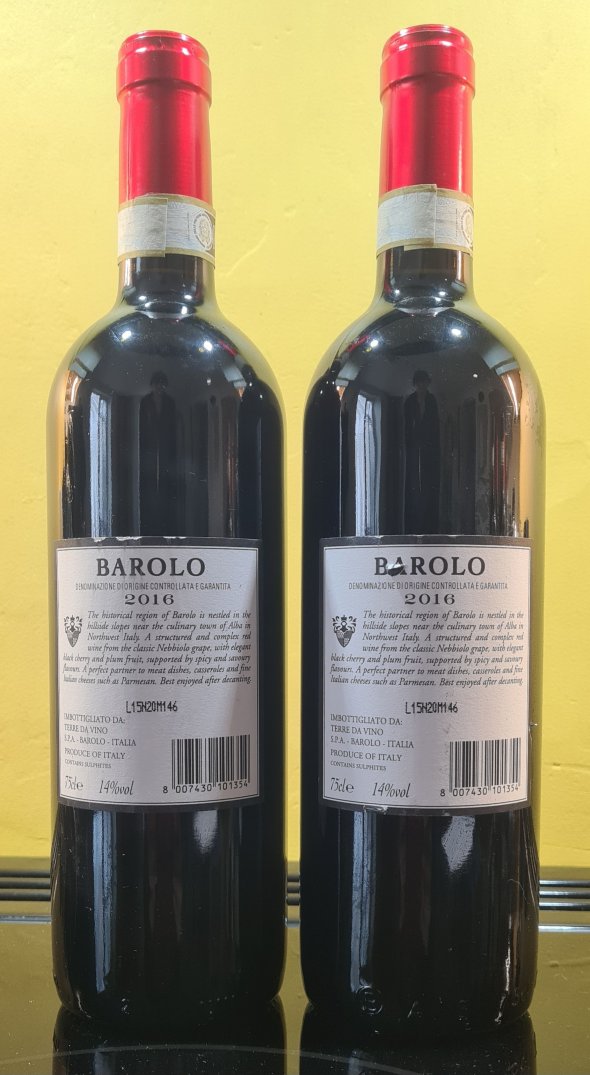 BAROLO
DENOMINAZIONE DI ORIGINE CONTROLLATA E GARANTITA
2016
The historical region of Barolo is nestled in the
hillside slopes near the culinary town of Alba in
Northwest Italy. A structured and complex red
wine from the classic Nebbiolo grape, with elegant
black cherry and plum fruit, supported by spicy and savoury
flavours. A perfect partner to meat dishes, casseroles and fine
Italian cheeses such as Parmesan. Best enjoyed after decanting.
L15N20M146
IMBOTTIGLIATO DA:
TERRE DA VINO
S.P.A. - BAROLO - ITALIA
PRODUCE OF ITALY
CONTAINS SULPHITES
75cl e 14%vol
8 007430 101354
BAROLO
DENOMINAZIONE DI ORIGINE CONTROLLATA E GARANTITA
2016
The historical region of Barolo is nestled in the
hillside slopes near the culinary town of Alba in
Northwest Italy. A structured and complex red
wine from the classic Nebbiolo grape, with elegant
black cherry and plum fruit, supported by spicy and savoury
flavours. A perfect partner to meat dishes, casseroles and fine
Italian cheeses such as Parmesan. Best enjoyed after decanting.
L15N20M146
IMBOTTIGLIATO DA:
TERRE DA VINO
S.P.A. - BAROLO - ITALIA
PRODUCE OF ITALY
CONTAINS SULPHITES
75cl e 14%vol
8 007430 101354